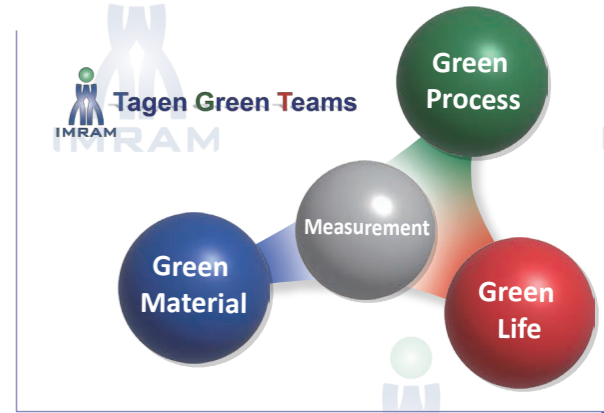 Tagen Green Teams
IMRAM
IMRAM
Green
Process
Measurement
Green
Material
Green
Life